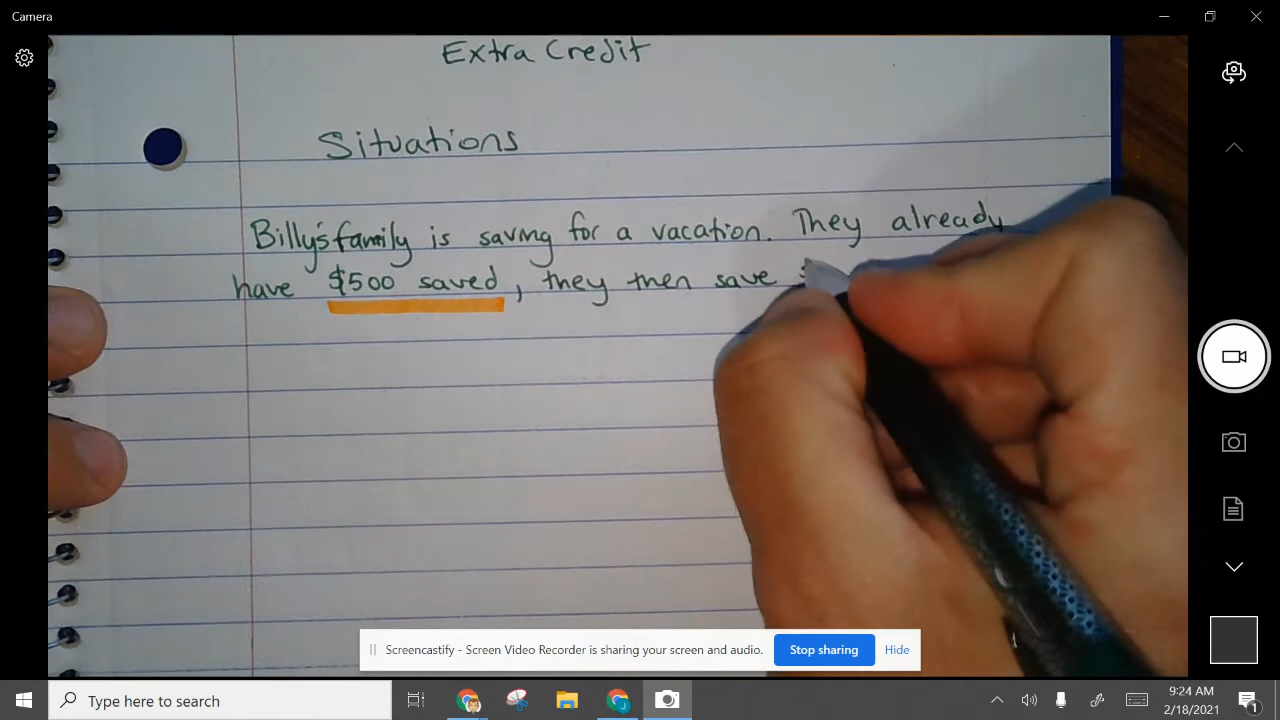 Camera
Extra Credit
Situations
Billy's family is saving for a vacation. They already
have $500 saved, they then save
Screencastify - Screen Video Recorder is sharing your screen and audio.
Stop sharing
Hide
Type here to search
9:24 AM
2/18/2021
1